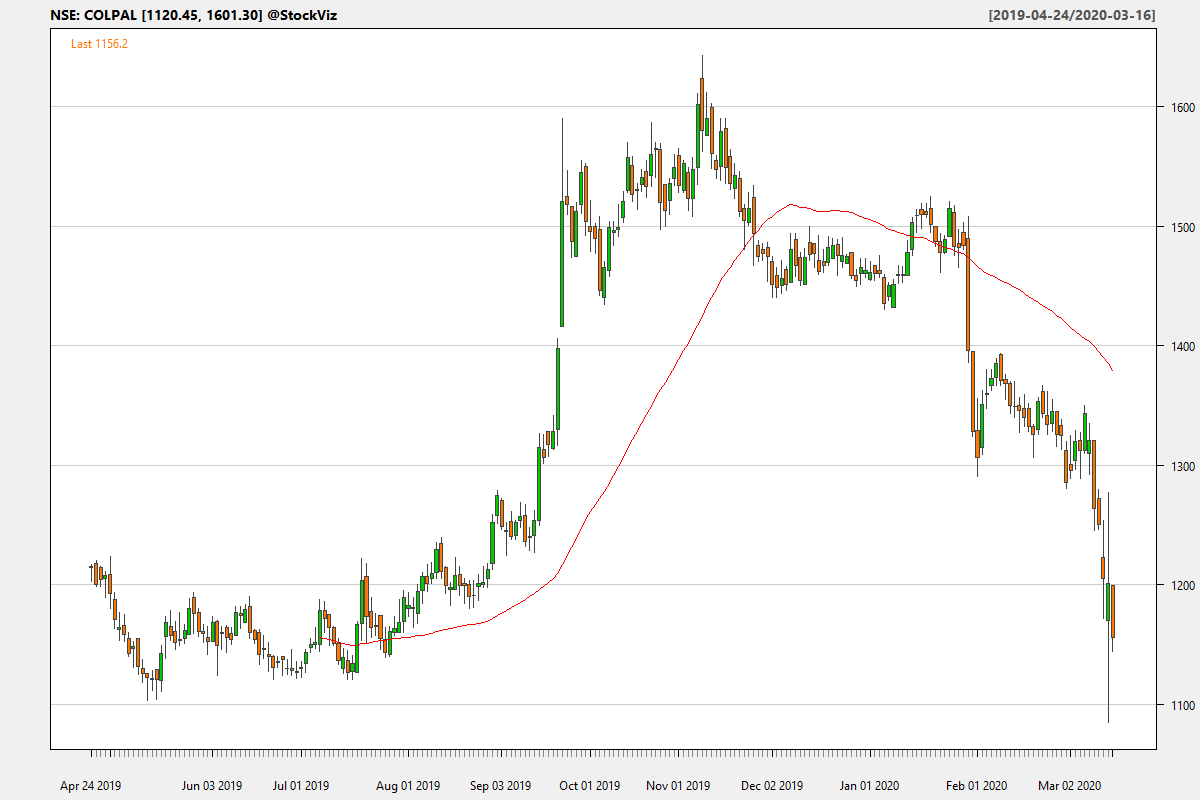 NSE: COLPAL [1120.45, 1601.30] @StockViz
[2019-04-24/2020-03-16]
Last 1156.2
1600
1500
1400
1300
1200
1100
Apr 24 2019 Jun 03 2019 Jul 01 2019 Aug 01 2019 Sep 03 2019 Oct 01 2019 Nov 01 2019 Dec 02 2019 Jan 01 2020 Feb 01 2020 Mar 02 2020